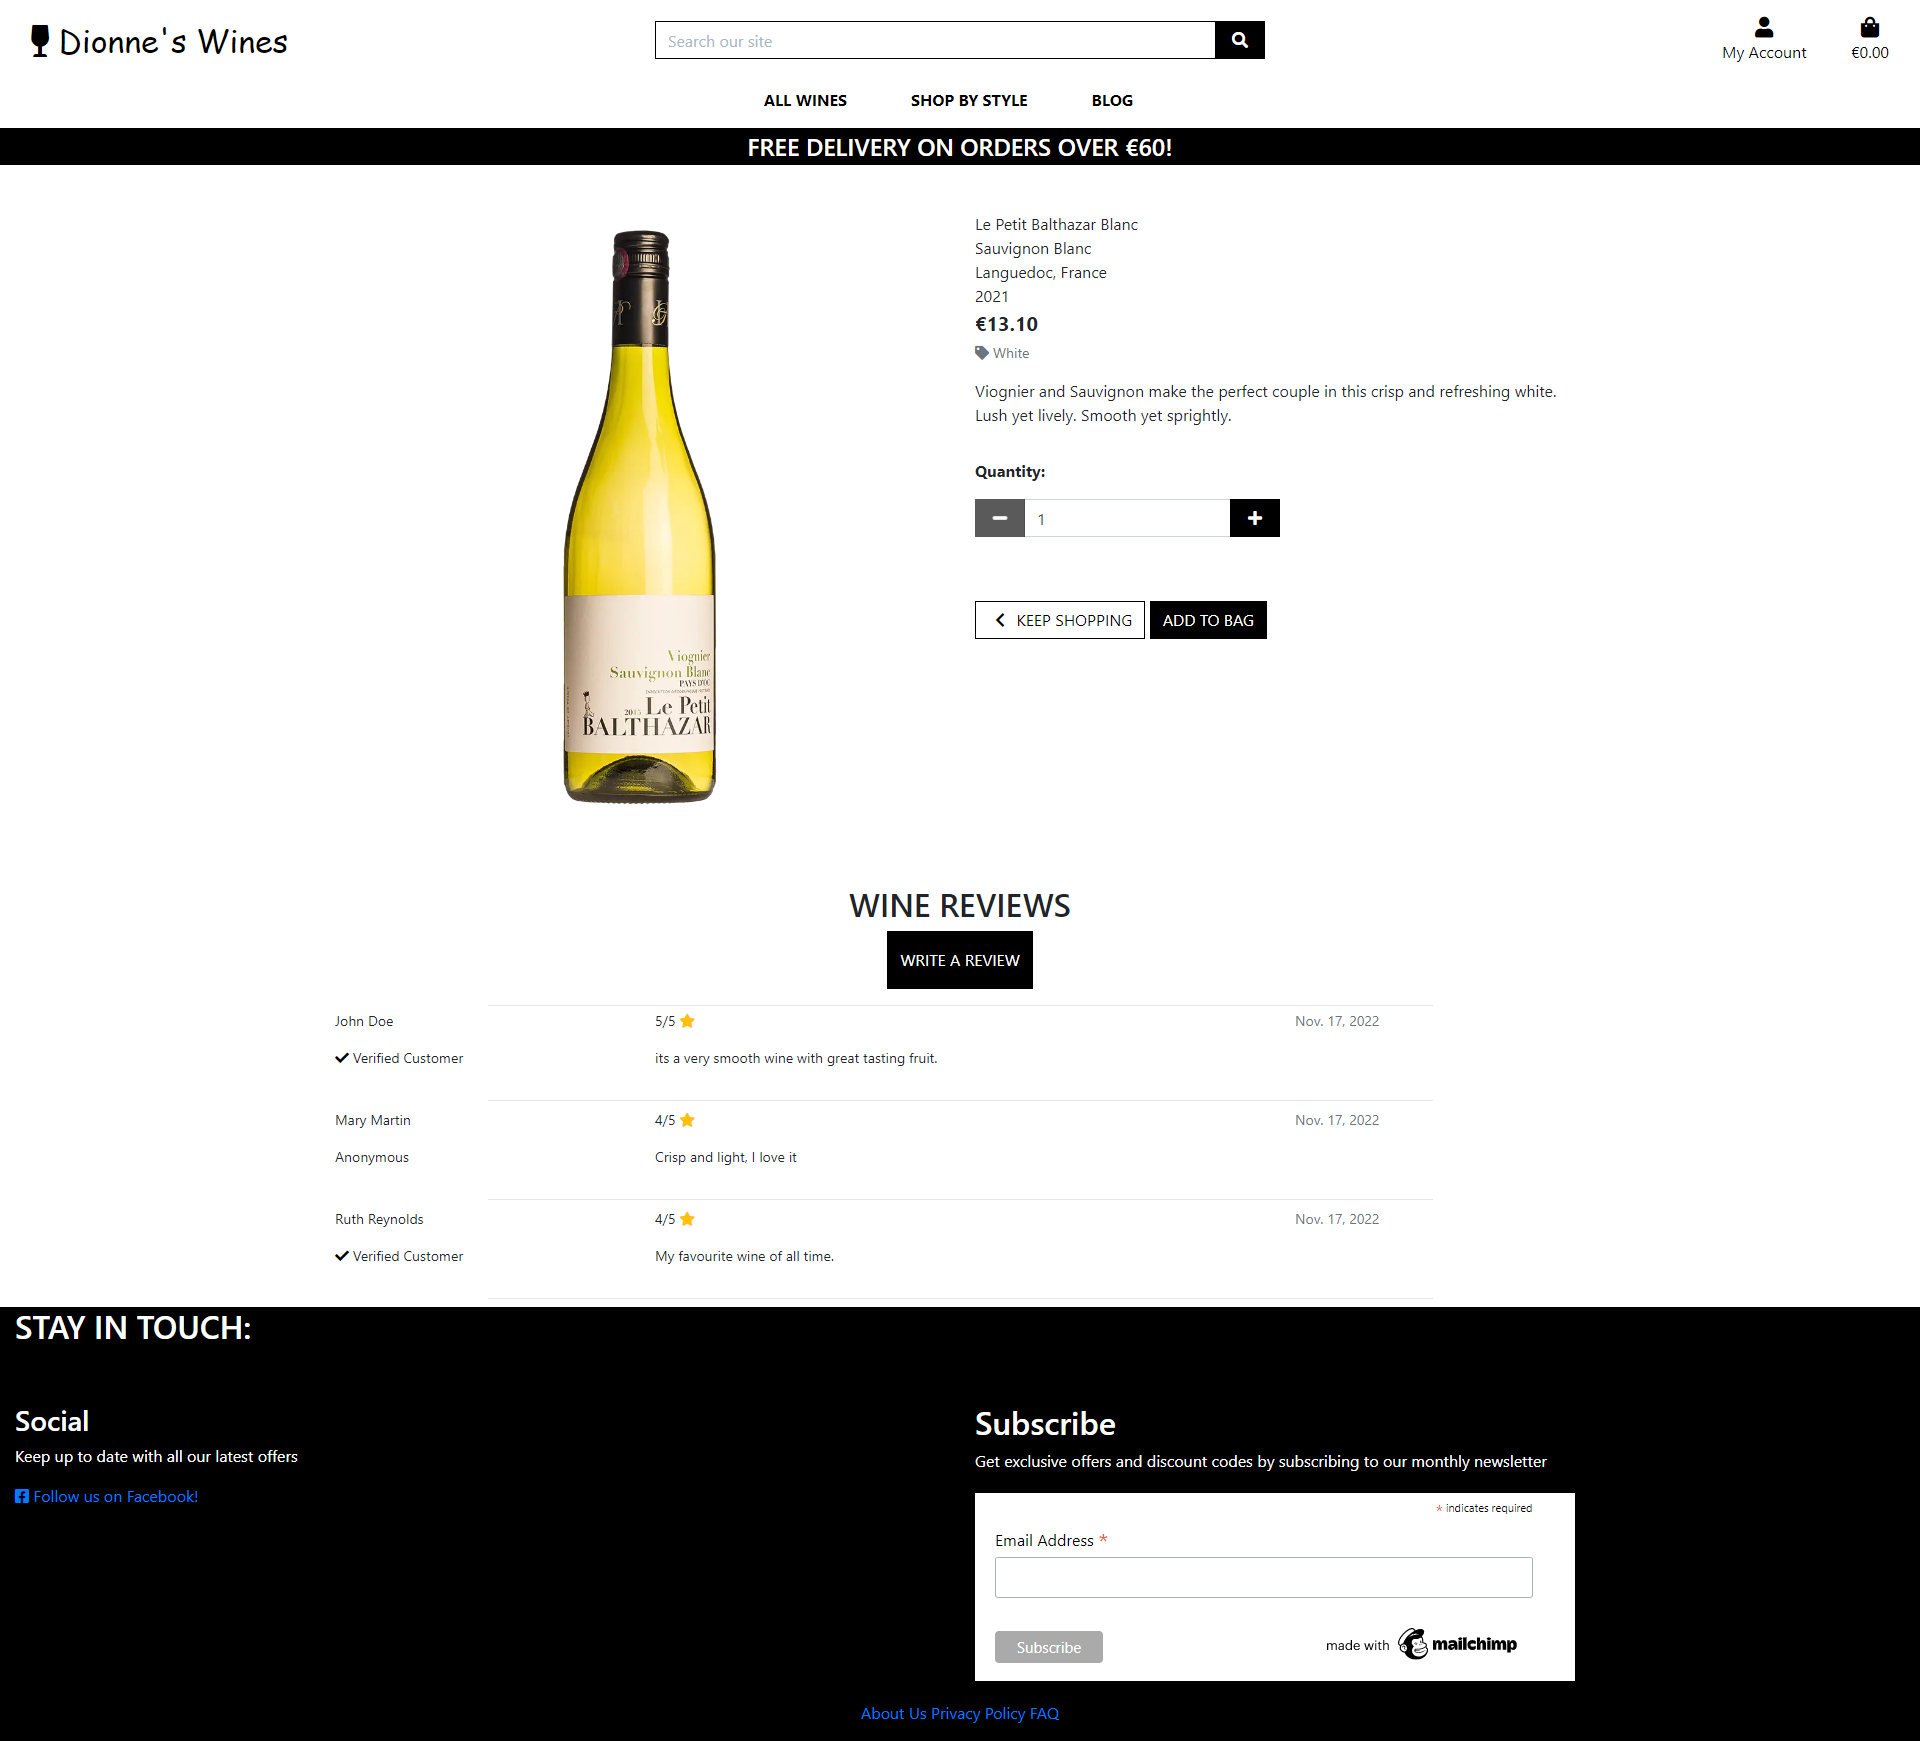 Dionne's Wines
Search our site
My Account
€0.00
ALL WINES
SHOP BY STYLE
BLOG
FREE DELIVERY ON ORDERS OVER €60!
Viognier
Sauvignon Blanc
PAYS D'OC
Le Petit
BALTHAZAR
Le Petit Balthazar Blanc
Sauvignon Blanc
Languedoc, France
2021
€13.10
White
Viognier and Sauvignon make the perfect couple in this crisp and refreshing white.
Lush yet lively. Smooth yet sprightly.
Quantity:
1
KEEP SHOPPING
ADD TO BAG
WINE REVIEWS
WRITE A REVIEW
John Doe
5/5
Nov. 17, 2022
Verified Customer
its a very smooth wine with great tasting fruit.
Mary Martin
4/5
Nov. 17, 2022
Anonymous
Crisp and light, I love it
Ruth Reynolds
4/5
Nov. 17, 2022
Verified Customer
My favourite wine of all time.
STAY IN TOUCH:
Social
Keep up to date with all our latest offers
Follow us on Facebook!
Subscribe
Get exclusive offers and discount codes by subscribing to our monthly newsletter
* indicates required
Email Address *
Subscribe
made with mailchimp
About Us Privacy Policy FAQ